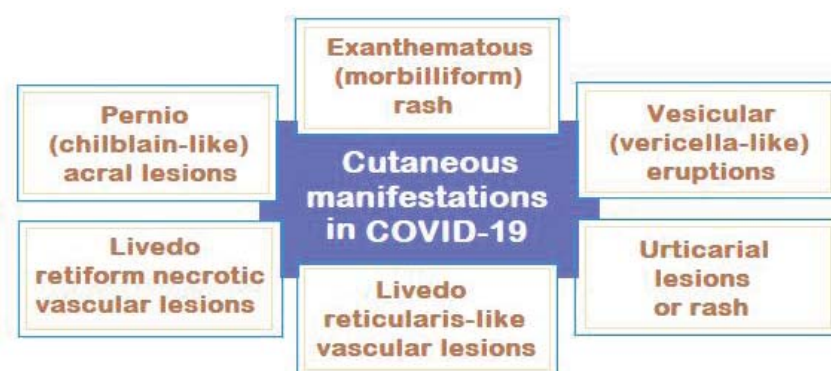 Exanthematous
(morbilliform)
rash
Pernio
(chilblain-like)
acral lesions
Vesicular
(vericella-like)
eruptions
Cutaneous
manifestations
in COVID-19
Livedo
retiform necrotic
vascular lesions
Livedo
reticularis-like
vascular lesions
Urticarial
lesions
or rash